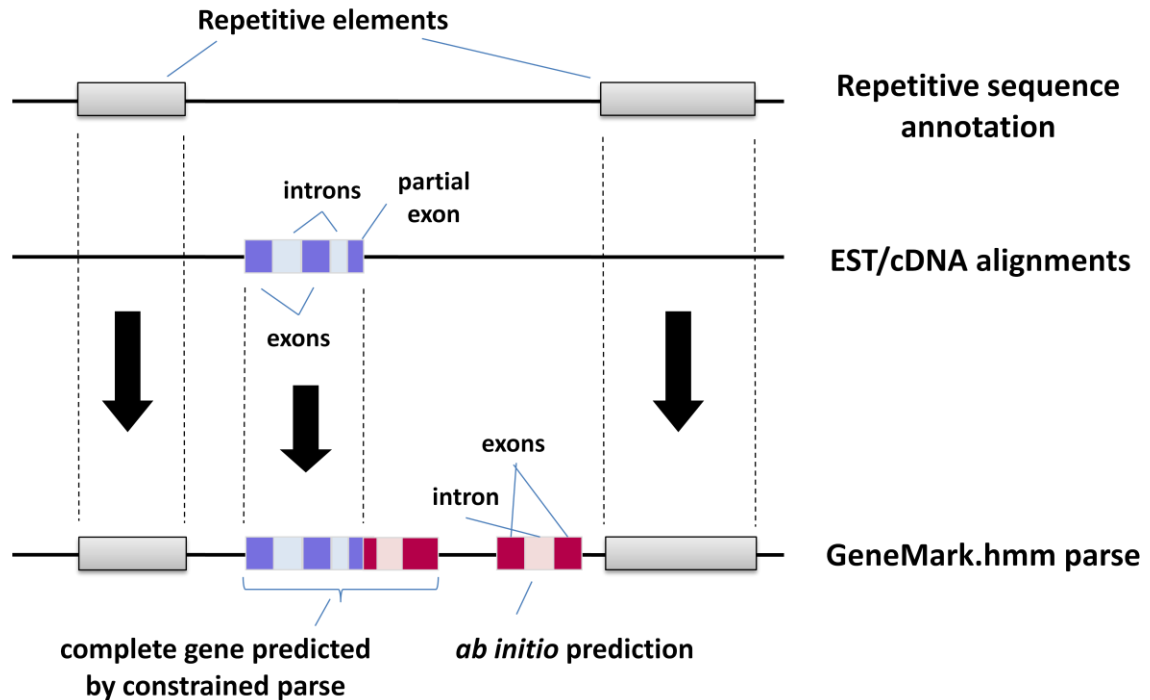 Repetitive elements
Repetitive sequence
annotation
introns
partial
exon
EST/cDNA alignments
exons
exons
intron
GeneMark.hmm parse
complete gene predicted
by constrained parse
ab initio prediction